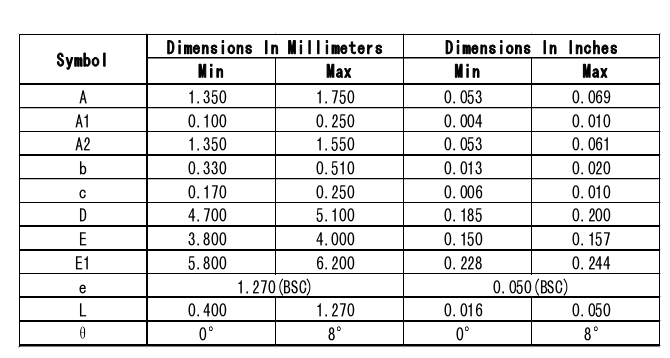 Symbol Dimensions In Millimeters Dimensions In Inches
Min Max Min Max
A 1.350 1.750 0.053 0.069
A1 0.100 0.250 0.004 0.010
A2 1.350 1.550 0.053 0.061
b 0.330 0.510 0.013 0.020
c 0.170 0.250 0.006 0.010
D 4.700 5.100 0.185 0.200
E 3.800 4.000 0.150 0.157
E1 5.800 6.200 0.228 0.244
e 1.270(BSC) 0.050(BSC)
L 0.400 1.270 0.016 0.050
θ 0° 8° 0° 8°